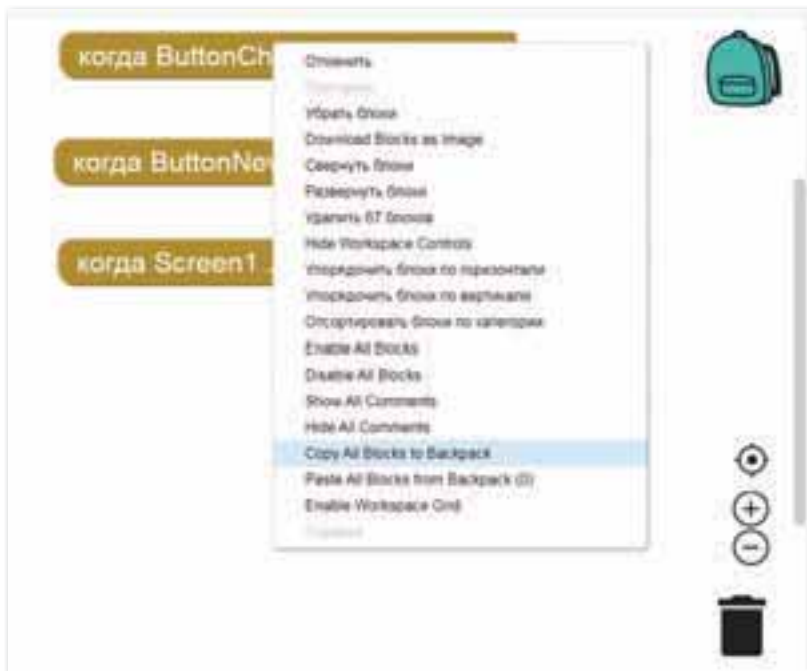 когда ButtonCh
когда ButtonNe
когда Screen1 .
Отменить
Убрать блоки
Download Blocks as Image
Свернуть блоки
Развернуть блоки
Удалить 67 блоков
Hide Workspace Controls
Упорядочить блоки по горизонтали
Упорядочить блоки по вертикали
Отсортировать блоки по категории
Enable All Blocks
Disable All Blocks
Show All Comments
Hide All Comments
Copy All Blocks to Backpack
Paste All Blocks from Backpack (0)
Enable Workspace Grid